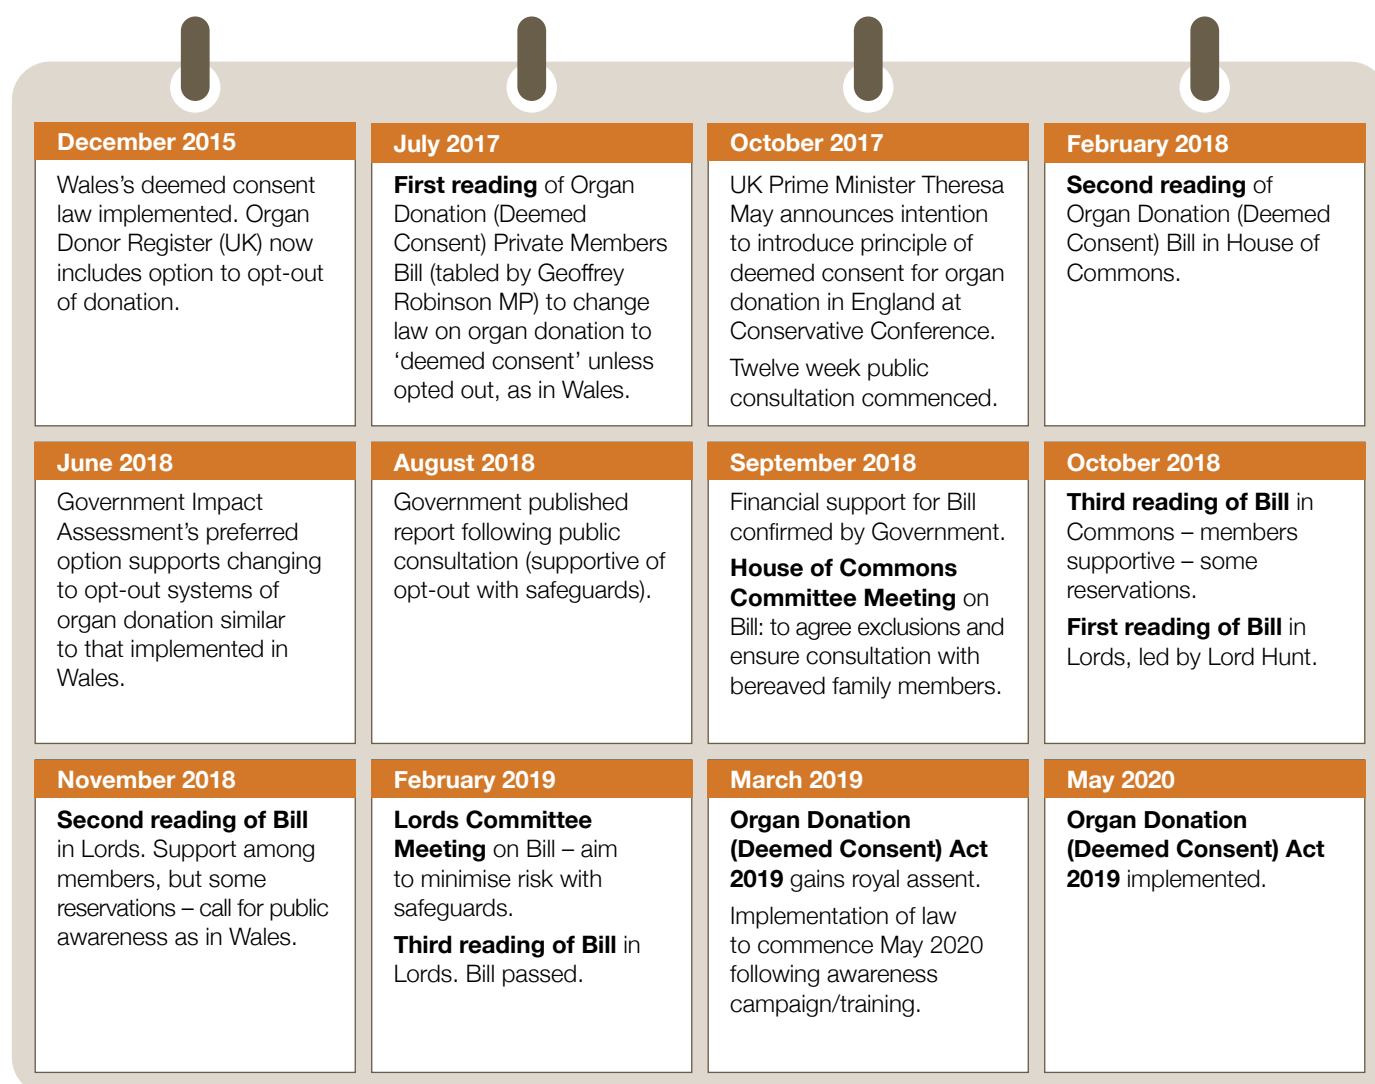 December 2015
Wales's deemed consent
law implemented. Organ
Donor Register (UK) now
includes option to opt-out
of donation.
July 2017
First reading of Organ
Donation (Deemed
Consent) Private Members
Bill (tabled by Geoffrey
Robinson MP) to change
law on organ donation to
‘deemed consent’ unless
opted out, as in Wales.
October 2017
UK Prime Minister Theresa
May announces intention
to introduce principle of
deemed consent for organ
donation in England at
Conservative Conference.
Twelve week public
consultation commenced.
February 2018
Second reading of
Organ Donation (Deemed
Consent) Bill in House of
Commons.
June 2018
Government Impact
Assessment's preferred
option supports changing
to opt-out systems of
organ donation similar
to that implemented in
Wales.
August 2018
Government published
report following public
consultation (supportive of
opt-out with safeguards).
September 2018
Financial support for Bill
confirmed by Government.
House of Commons
Committee Meeting on
Bill: to agree exclusions and
ensure consultation with
bereaved family members.
October 2018
Third reading of Bill in
Commons – members
supportive – some
reservations.
First reading of Bill in
Lords, led by Lord Hunt.
November 2018
Second reading of Bill
in Lords. Support among
members, but some
reservations – call for public
awareness as in Wales.
February 2019
Lords Committee
Meeting on Bill – aim
to minimise risk with
safeguards.
Third reading of Bill in
Lords. Bill passed.
March 2019
Organ Donation
(Deemed Consent) Act
2019 gains royal assent.
Implementation of law
to commence May 2020
following awareness
campaign/training.
May 2020
Organ Donation
(Deemed Consent) Act
2019 implemented.